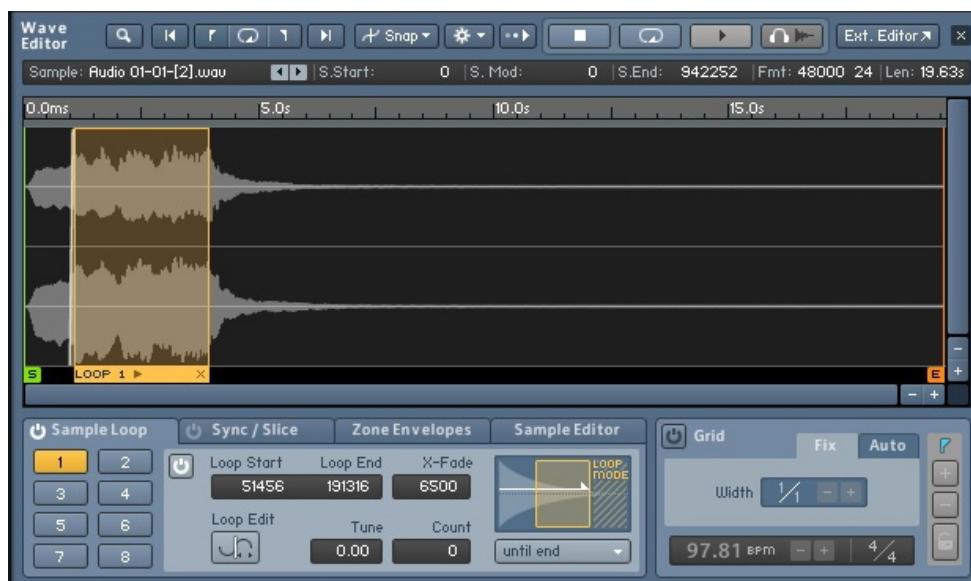 Wave Editor Snap Ext. Editor ×
Sample: Audio 01-01-[2].wav S.Start: 0 S. Mod: 0 S.End: 942252 Fmt: 48000 24 Len: 19.63s
0.0ms 5.0s 10.0s 15.0s
S LOOP 1 × E
Sample Loop Sync / Slice Zone Envelopes Sample Editor Grid Fix Auto
1 2 Loop Start Loop End X-Fade LOOP MODE
3 4 51456 191316 6500 Width 1/1 - +
5 6 Loop Edit Tune Count
7 8 0.00 0 until end 97.81 BPM - + 4/4